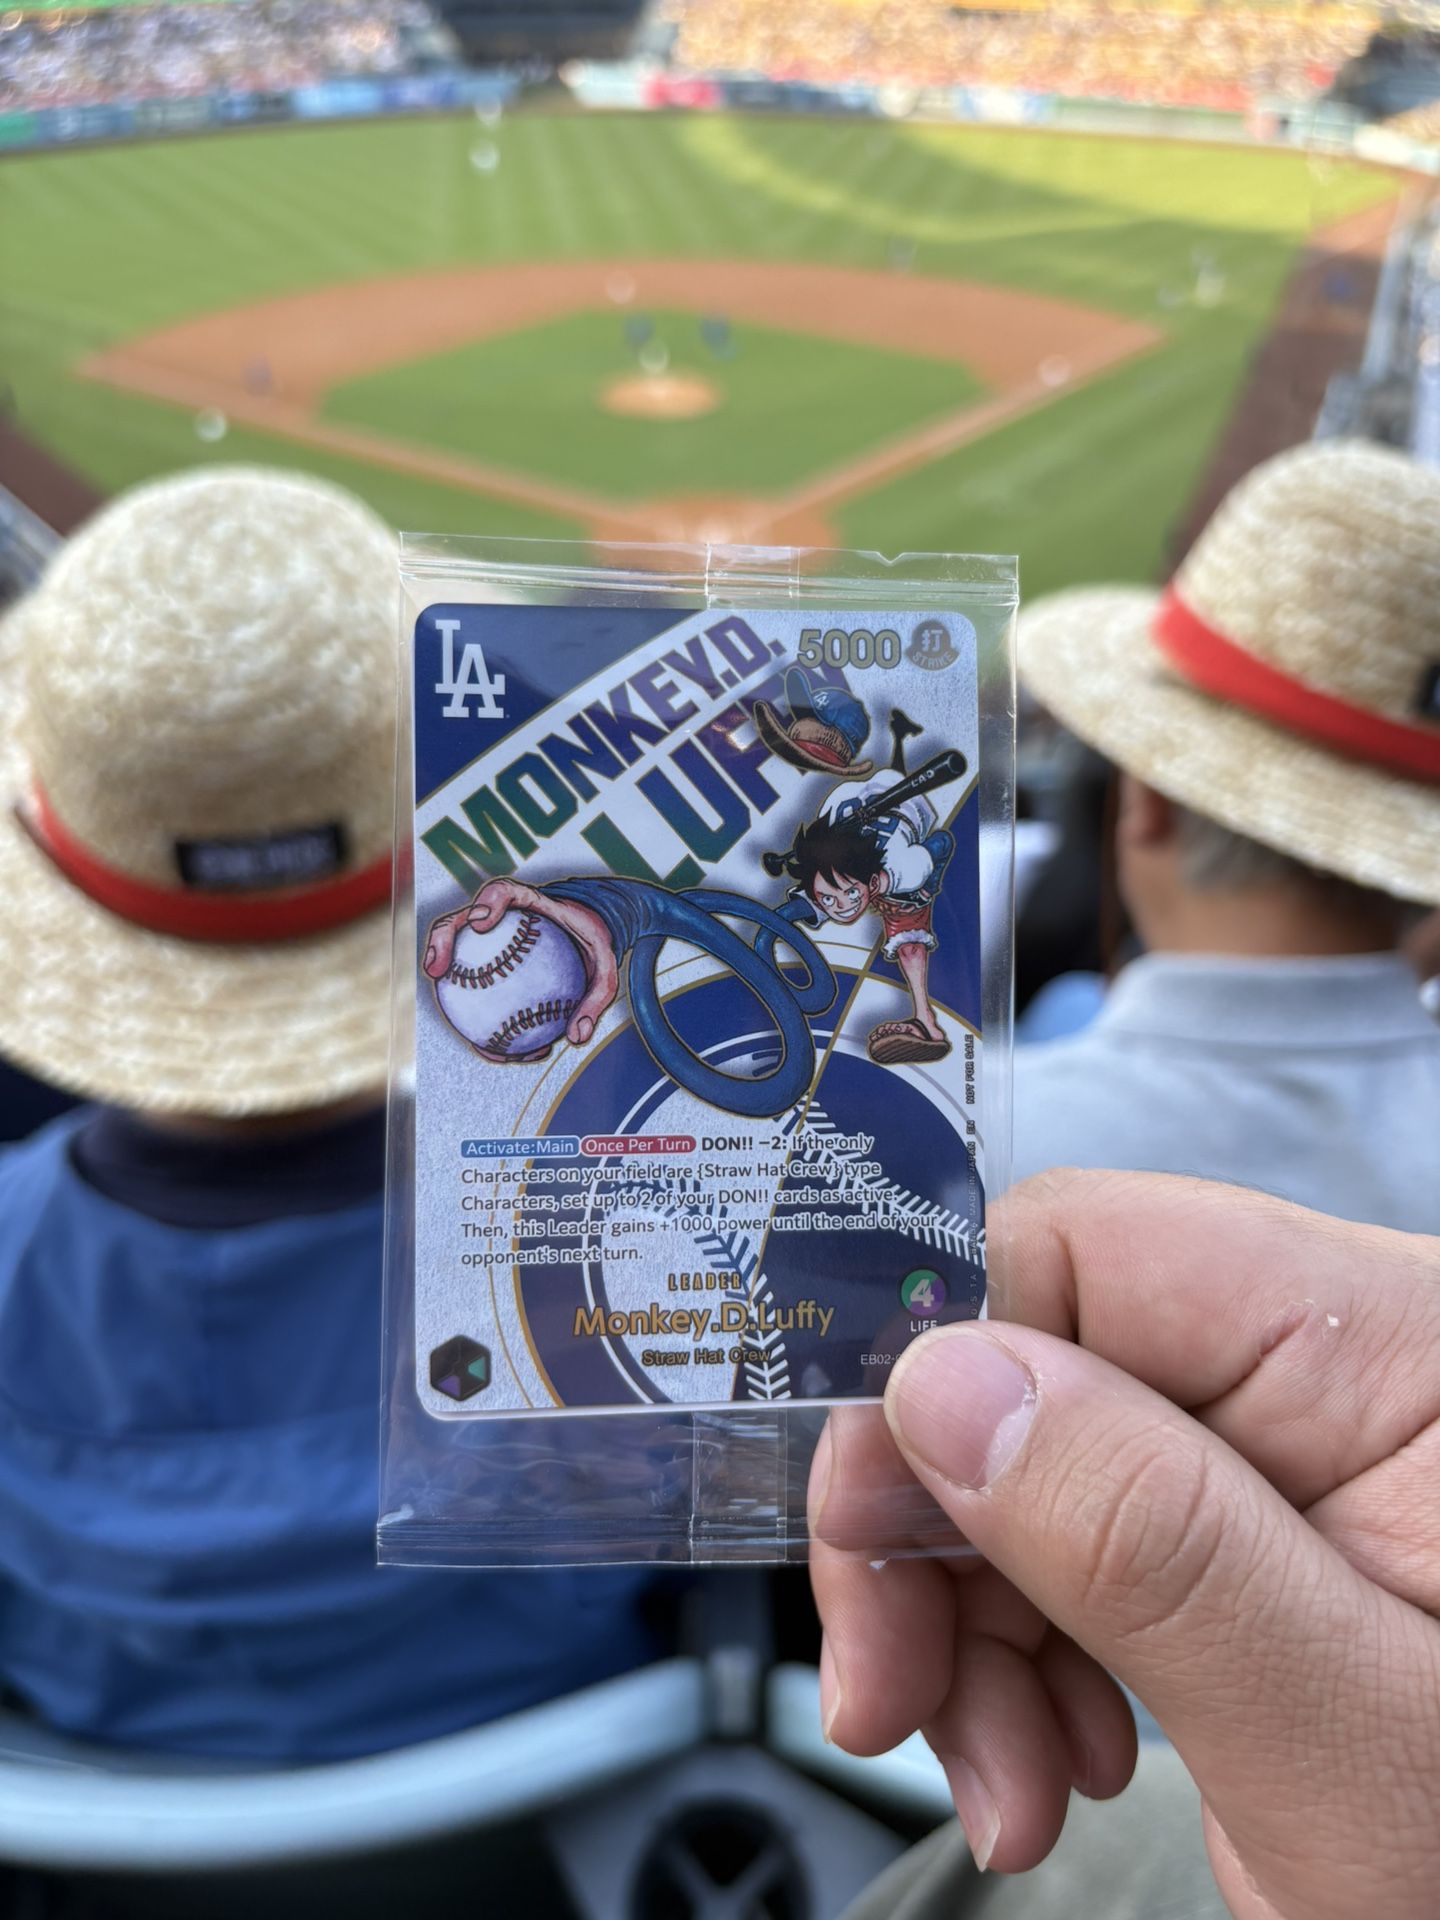 LA
MONKEY.D.
LUFFY
5000
打
STRIKE
LA
LAD
NOT FOR SALE
MADE IN JAPAN EN
Activate:Main Once Per Turn DON!! −2: If the only
Characters on your field are {Straw Hat Crew} type
Characters, set up to 2 of your DON!! cards as active.
Then, this Leader gains +1000 power until the end of your
opponent's next turn.
LEADER
Monkey.D.Luffy
Straw Hat Crew
4
LIFE